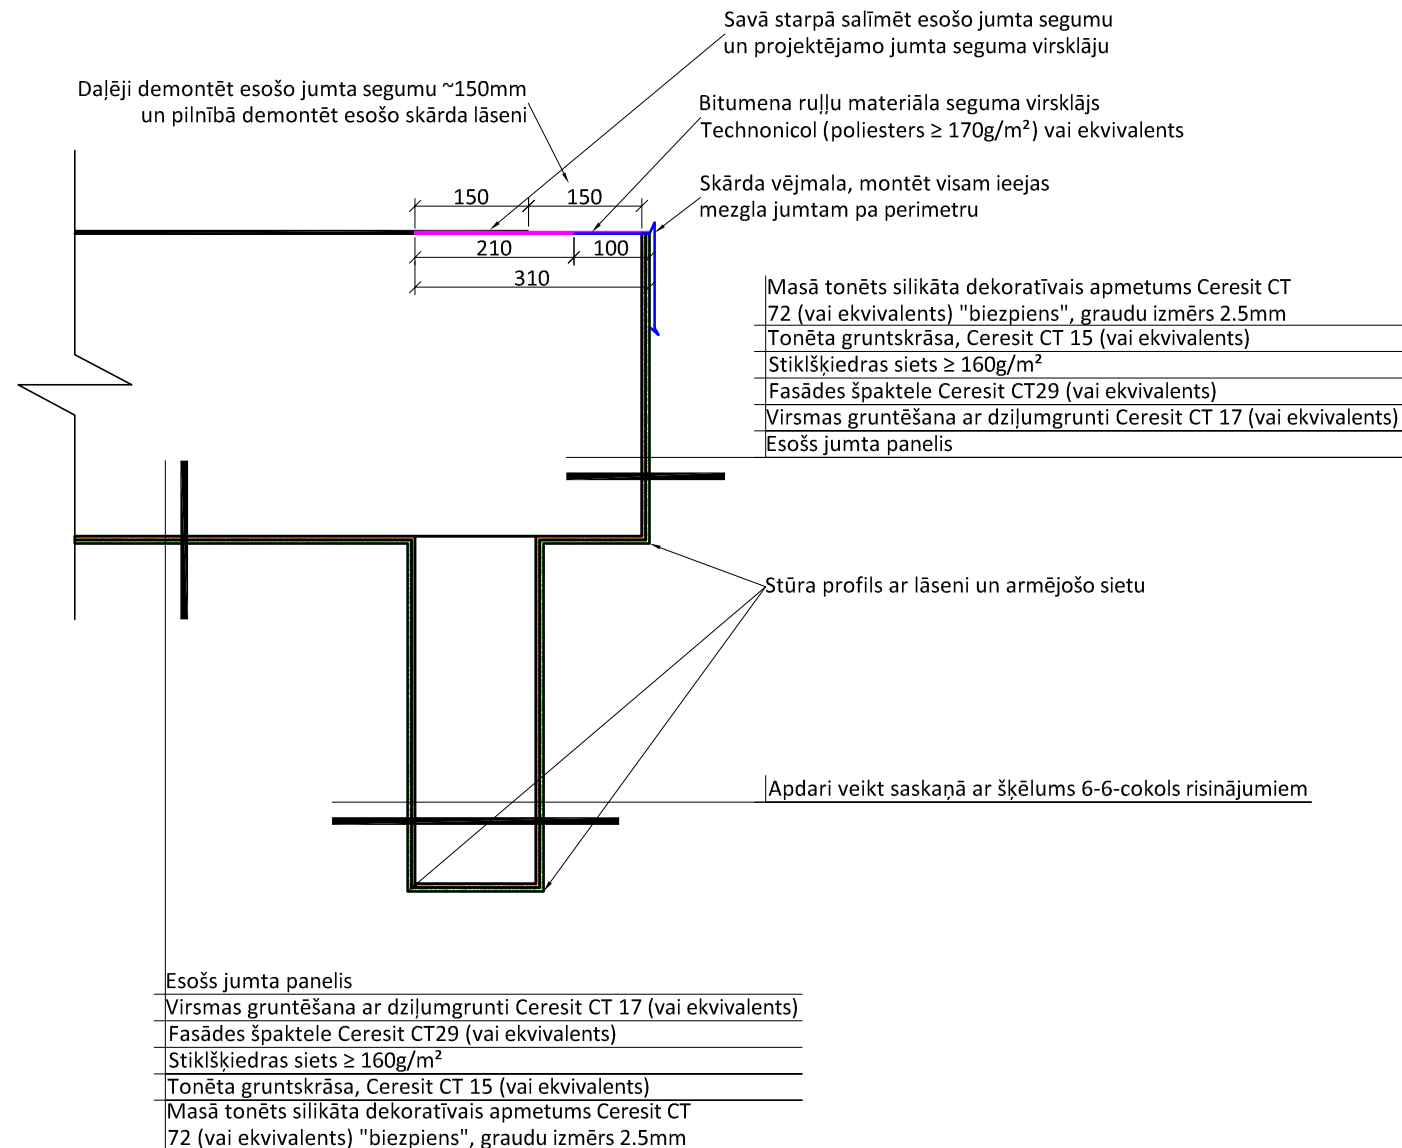 Savā starpā salīmēt esošo jumta segumu
un projektējamo jumta seguma virsklāju
Daļēji demontēt esošo jumta segumu ~150mm
un pilnībā demontēt esošo skārda lāseni
Bitumena ruļļu materiāla seguma virsklājs
Technonicol (poliesters ≥ 170g/m²) vai ekvivalents
Skārda vējmala, montēt visam ieejas
mezgla jumtam pa perimetru
150
150
210
100
310
Masā tonēts silikāta dekoratīvais apmetums Ceresit CT
72 (vai ekvivalents) "biezpiens", graudu izmērs 2.5mm
Tonēta gruntskrāsa, Ceresit CT 15 (vai ekvivalents)
Stiklšķiedras siets ≥ 160g/m²
Fasādes špaktele Ceresit CT29 (vai ekvivalents)
Virsmas gruntēšana ar dziļumgrunti Ceresit CT 17 (vai ekvivalents)
Esošs jumta panelis
Stūra profils ar lāseni un armējošo sietu
Apdari veikt saskaņā ar šķēlums 6-6-cokols risinājumiem
Esošs jumta panelis
Virsmas gruntēšana ar dziļumgrunti Ceresit CT 17 (vai ekvivalents)
Fasādes špaktele Ceresit CT29 (vai ekvivalents)
Stiklšķiedras siets ≥ 160g/m²
Tonēta gruntskrāsa, Ceresit CT 15 (vai ekvivalents)
Masā tonēts silikāta dekoratīvais apmetums Ceresit CT
72 (vai ekvivalents) "biezpiens", graudu izmērs 2.5mm